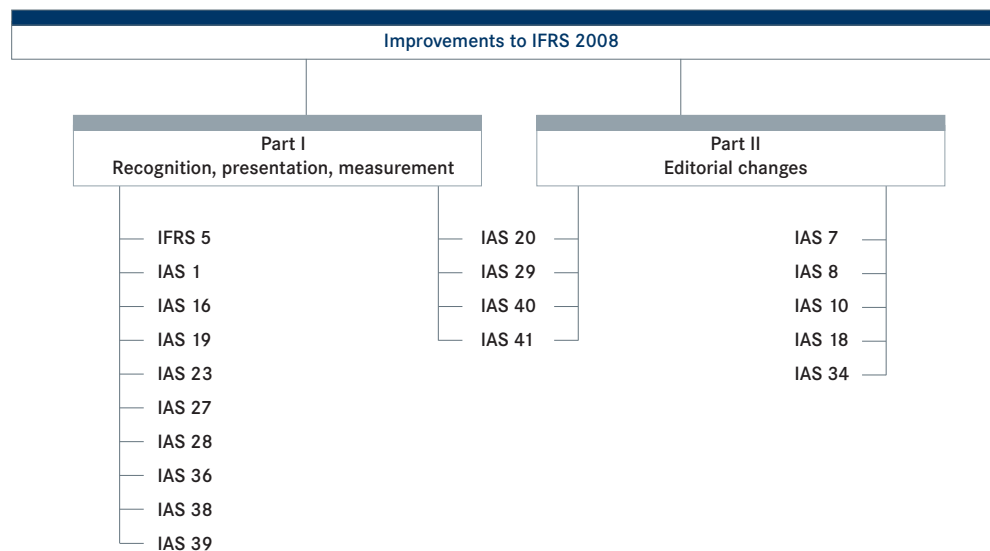 Improvements to IFRS 2008
Part I
Recognition, presentation, measurement
Part II
Editorial changes
IFRS 5
IAS 1
IAS 16
IAS 19
IAS 23
IAS 27
IAS 28
IAS 36
IAS 38
IAS 39
IAS 20
IAS 29
IAS 40
IAS 41
IAS 7
IAS 8
IAS 10
IAS 18
IAS 34